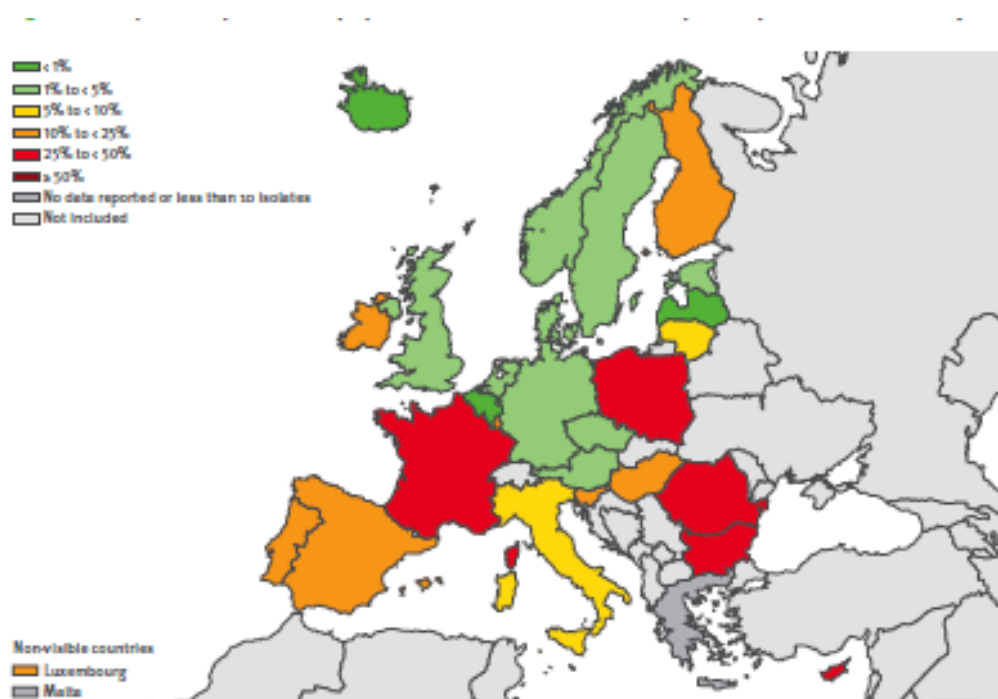 < 1%
1% to < 5%
5% to < 10%
10% to < 25%
25% to < 50%
≥ 50%
No data reported or less than 10 isolates
Not included
Non-visible countries
Luxembourg
Malta